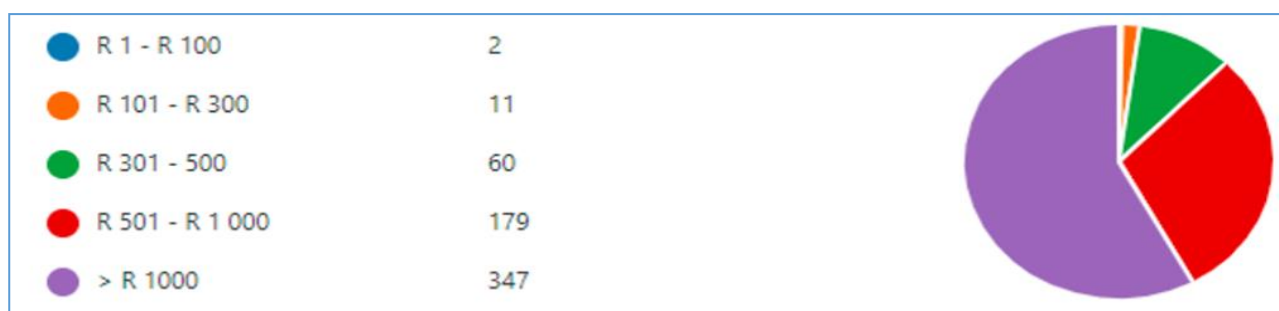 R 1 - R 100 2
R 101 - R 300 11
R 301 - 500 60
R 501 - R 1 000 179
> R 1000 347